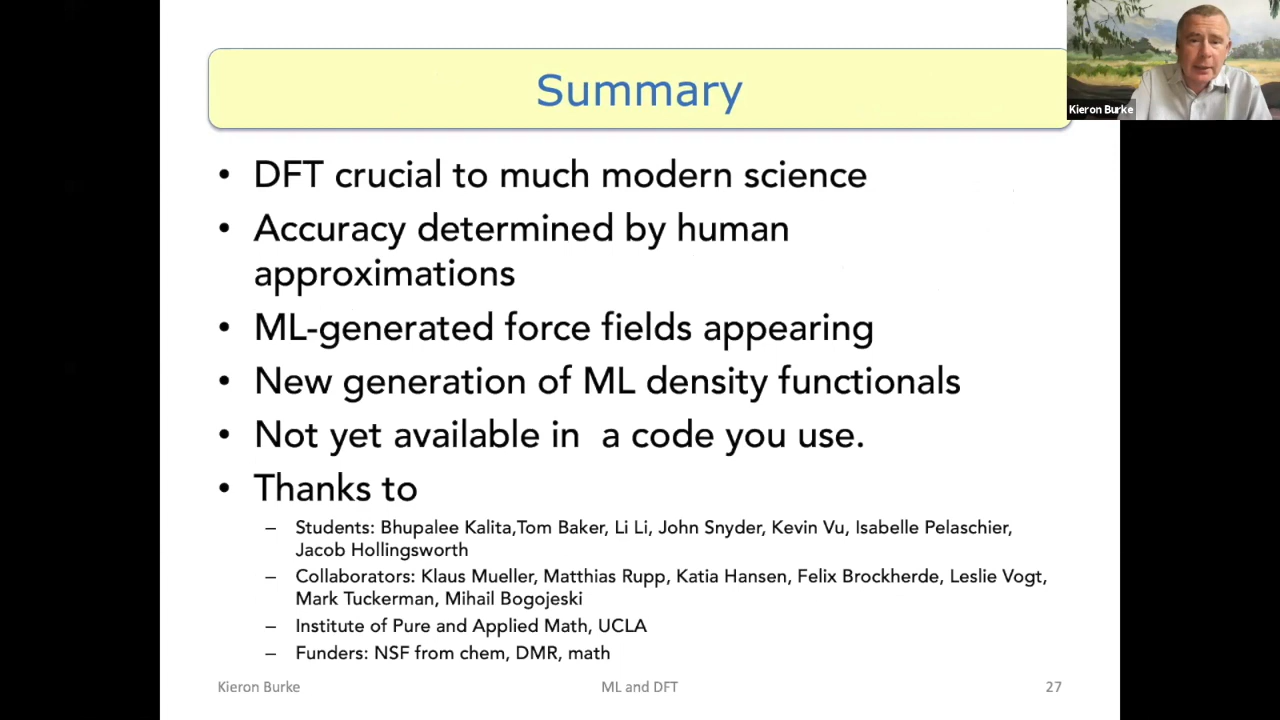 Summary
Kieron Burke
• DFT crucial to much modern science
• Accuracy determined by human
approximations
• ML-generated force fields appearing
• New generation of ML density functionals
• Not yet available in  a code you use.
• Thanks to
– Students: Bhupalee Kalita,Tom Baker, Li Li, John Snyder, Kevin Vu, Isabelle Pelaschier,
Jacob Hollingsworth
– Collaborators: Klaus Mueller, Matthias Rupp, Katia Hansen, Felix Brockherde, Leslie Vogt,
Mark Tuckerman, Mihail Bogojeski
– Institute of Pure and Applied Math, UCLA
– Funders: NSF from chem, DMR, math
Kieron Burke ML and DFT 27